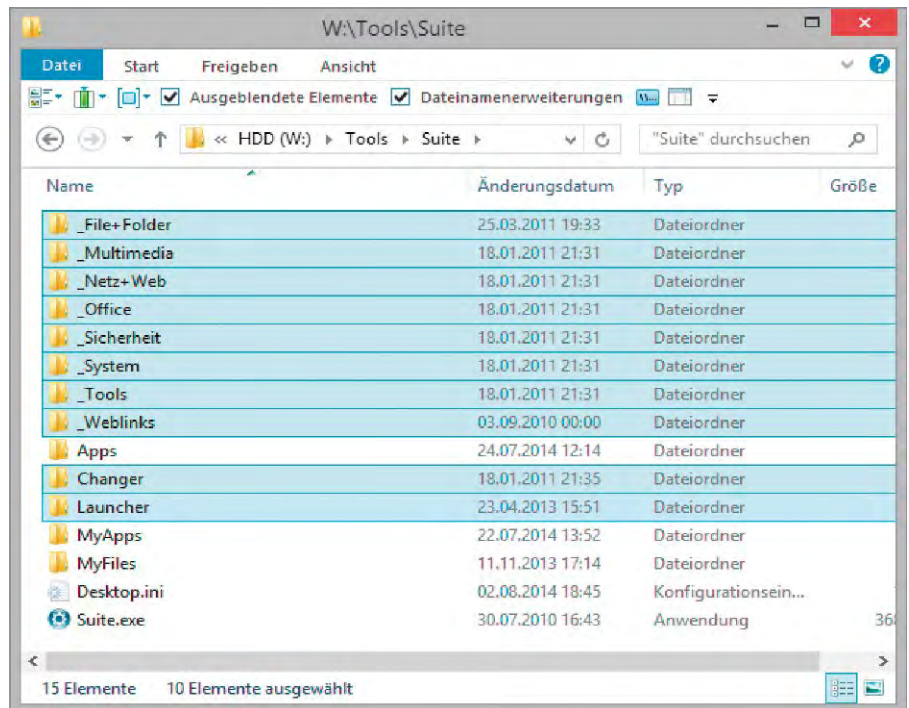 W:\Tools\Suite
Datei Start Freigeben Ansicht
Ausgeblendete Elemente Dateinamenerweiterungen
« HDD (W:) Tools Suite "Suite" durchsuchen
Name Änderungsdatum Typ Größe
_File+Folder 25.03.2011 19:33 Dateiordner
_Multimedia 18.01.2011 21:31 Dateiordner
_Netz+Web 18.01.2011 21:31 Dateiordner
_Office 18.01.2011 21:31 Dateiordner
_Sicherheit 18.01.2011 21:31 Dateiordner
_System 18.01.2011 21:31 Dateiordner
_Tools 18.01.2011 21:31 Dateiordner
_Weblinks 03.09.2010 00:00 Dateiordner
Apps 24.07.2014 12:14 Dateiordner
Changer 18.01.2011 21:35 Dateiordner
Launcher 23.04.2013 15:51 Dateiordner
MyApps 22.07.2014 13:52 Dateiordner
MyFiles 11.11.2013 17:14 Dateiordner
Desktop.ini 02.08.2014 18:45 Konfigurationsein...
Suite.exe 30.07.2010 16:43 Anwendung
15 Elemente 10 Elemente ausgewählt